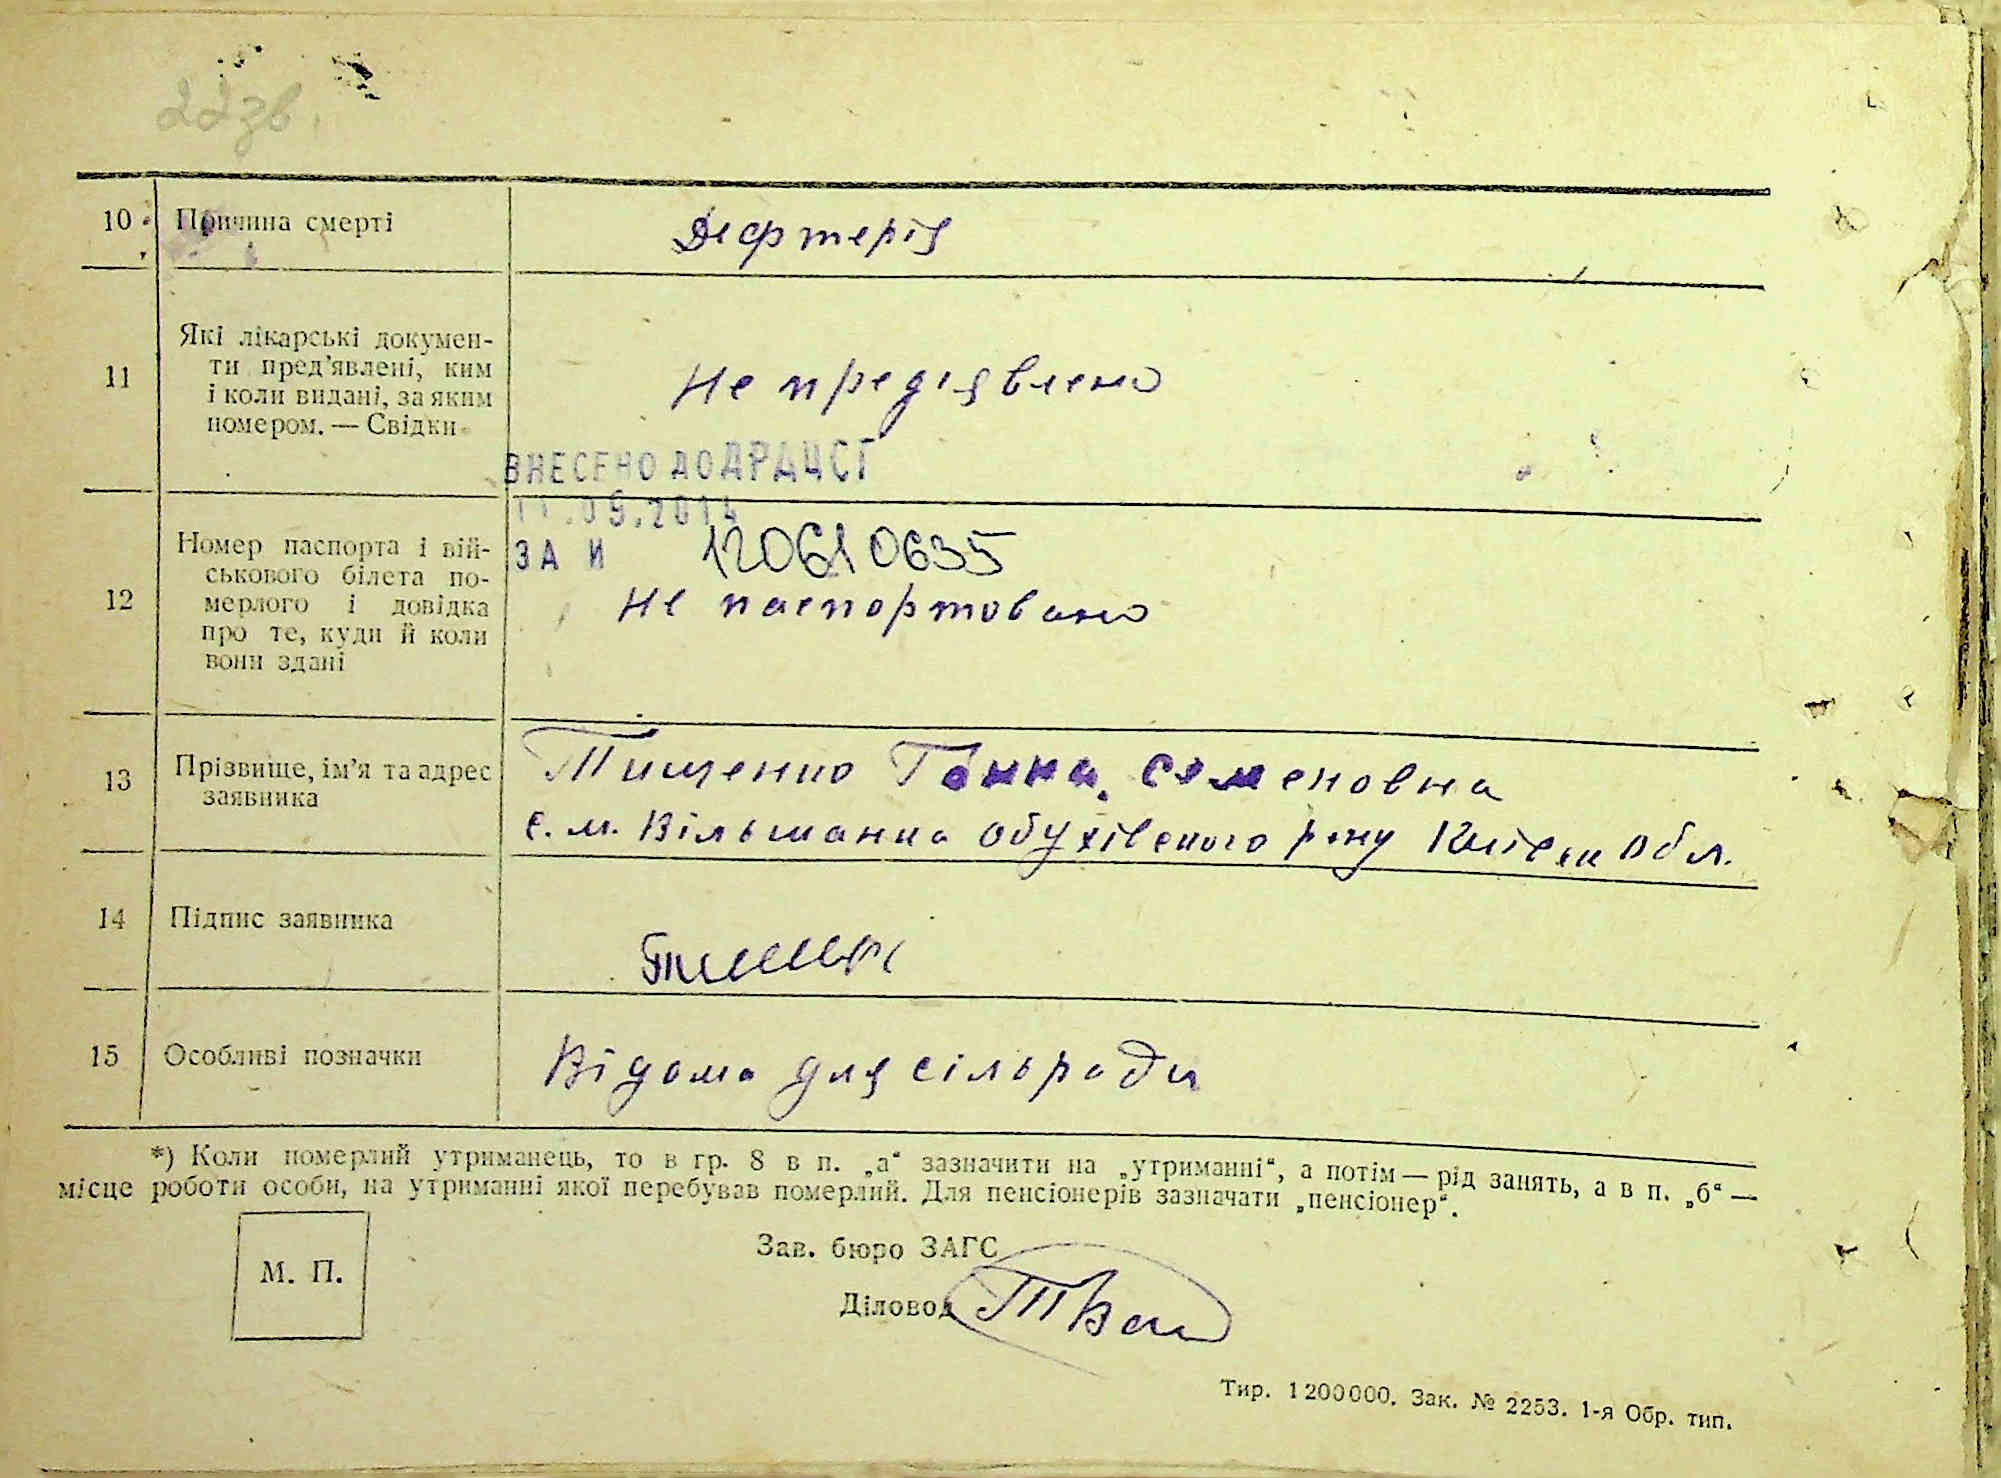 22зв.
10 Причина смерті
Дефтерія
11 Які лікарські докумен-
ти пред'явлені, ким
і коли видані, за яким
номером. — Свідки
Не предіявлено
ВНЕСЕНО ДО ДРАЦСГ
11.09.2014
ЗА И 120610635
12 Номер паспорта і вій-
ськового білета по-
мерлого і довідка
про те, куди й коли
вони здані
Не паспортовано
13 Прізвище, ім'я та адрес
заявника
Тищенко Ганна Семеновна
с. м. Вільшанка Обухівського р-ну Київськ Обл.
14 Підпис заявника
15 Особливі позначки
Відома для сільради
*) Коли померлий утриманець, то в гр. 8 в п. „а“ зазначити на „утриманні“, а потім — рід занять, а в п. „б“ —
місце роботи особи, на утриманні якої перебував померлий. Для пенсіонерів зазначати „пенсіонер“.
М. П.
Зав. бюро ЗАГС
Діловод
Тир. 1200000. Зак. № 2253. 1-я Обр. тип.